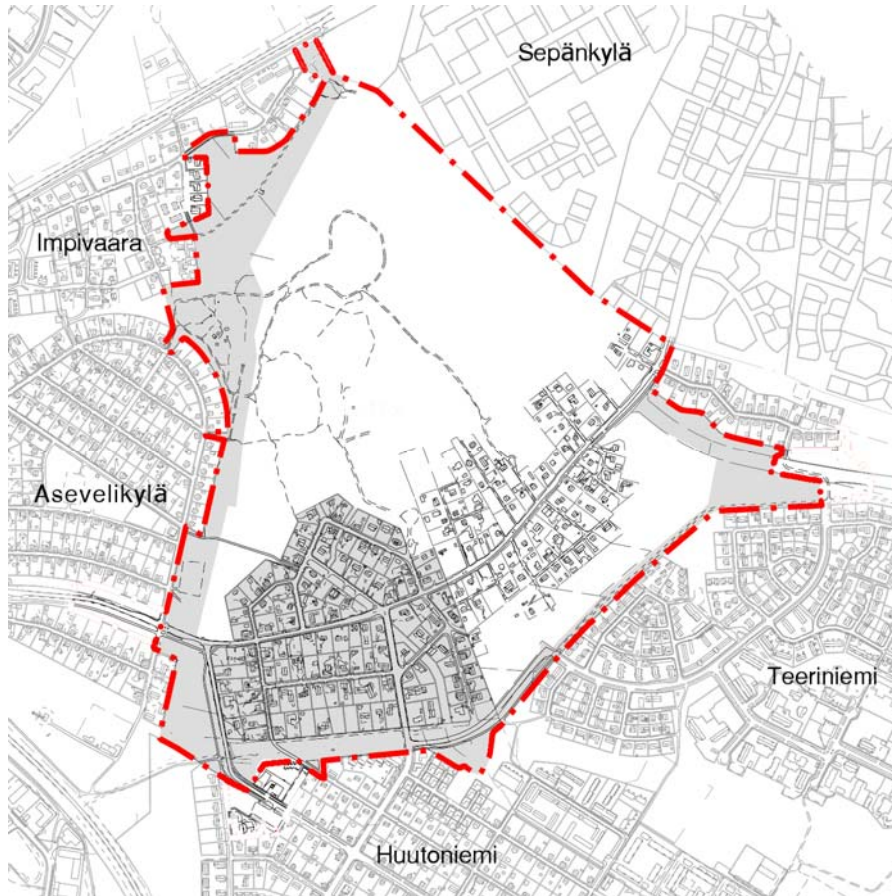 Sepänkylä
Impivaara
Asevelikylä
Teeriniemi
Huutoniemi